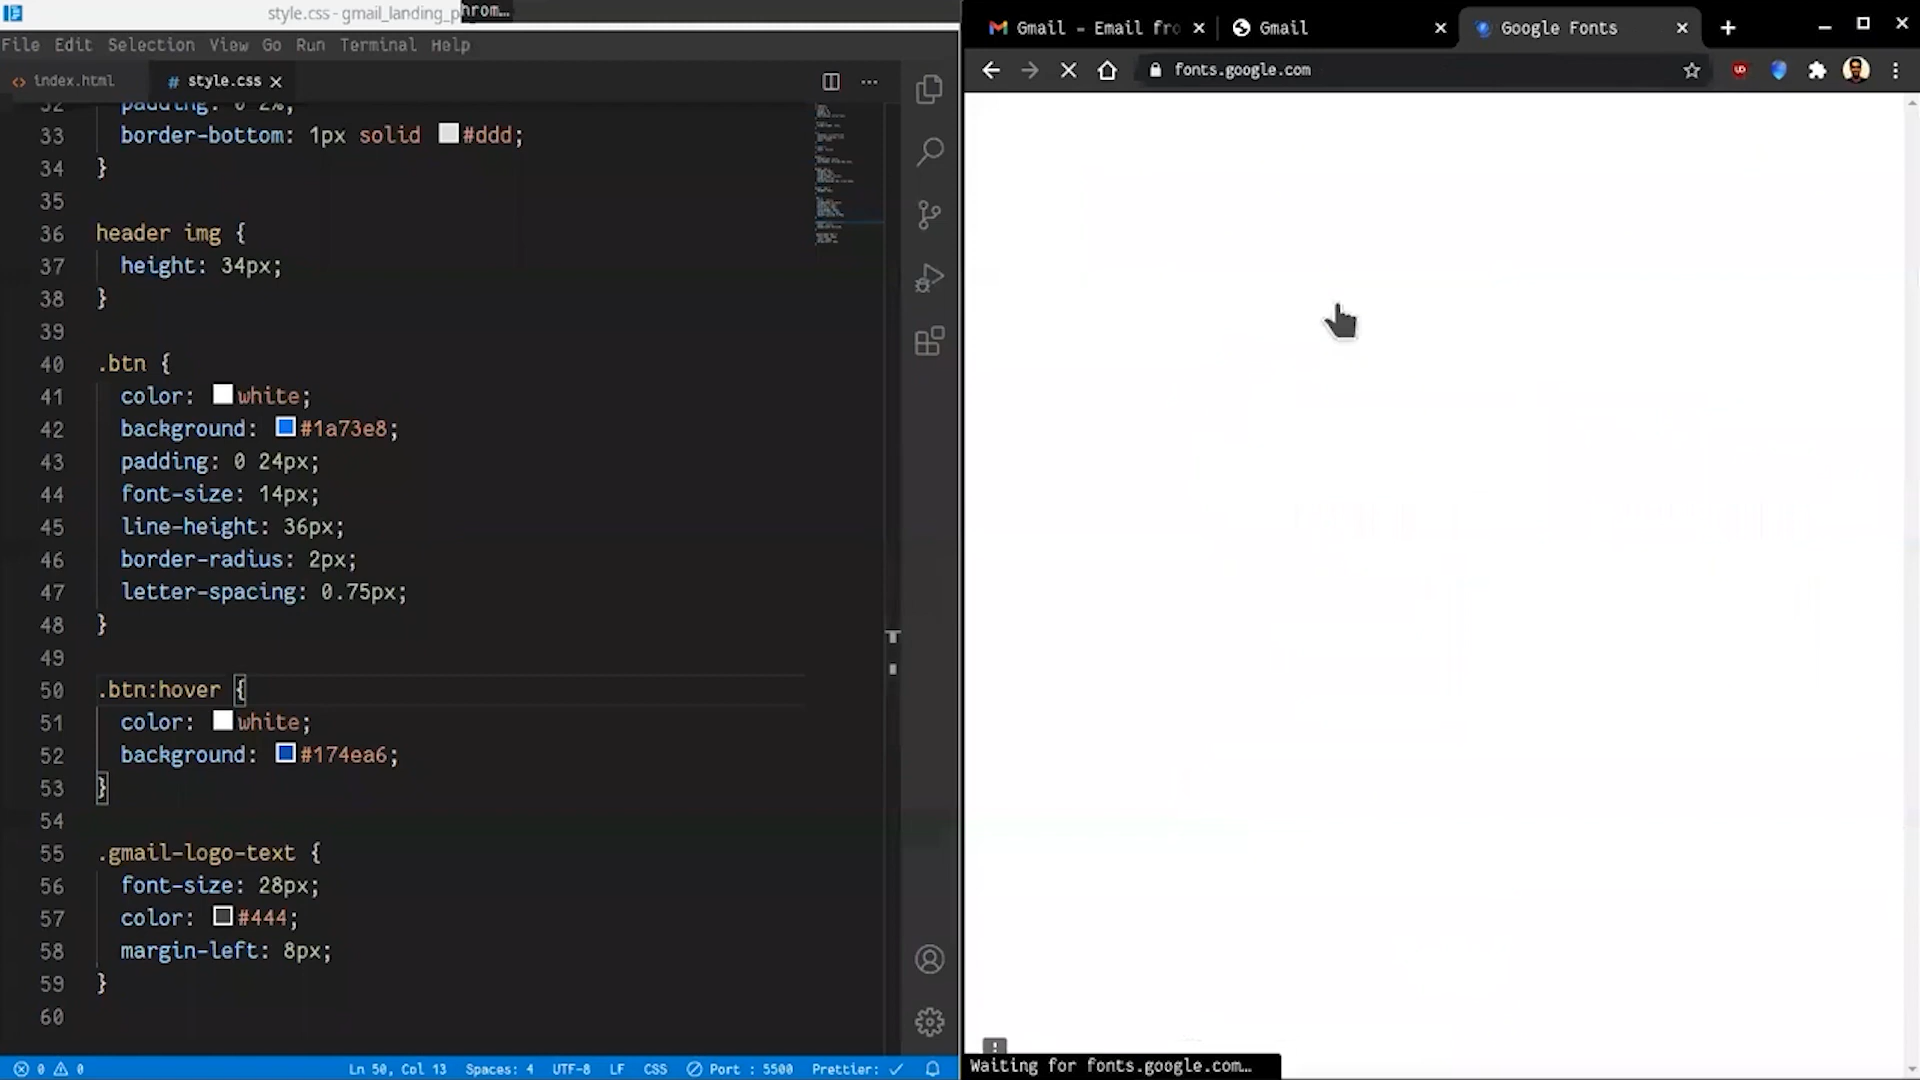 style.css - gmail_landing_p
hrom…
File Edit Selection View Go Run Terminal Help
index.html
# style.css
32 padding: 0 2%;
33 border-bottom: 1px solid #ddd;
34 }
35
36 header img {
37 height: 34px;
38 }
39
40 .btn {
41 color: white;
42 background: #1a73e8;
43 padding: 0 24px;
44 font-size: 14px;
45 line-height: 36px;
46 border-radius: 2px;
47 letter-spacing: 0.75px;
48 }
49
50 .btn:hover {
51 color: white;
52 background: #174ea6;
53 }
54
55 .gmail-logo-text {
56 font-size: 28px;
57 color: #444;
58 margin-left: 8px;
59 }
60
0 0 Ln 50, Col 13 Spaces: 4 UTF-8 LF CSS Port : 5500 Prettier: ✓
Gmail - Email fro
Gmail
Google Fonts
fonts.google.com
Waiting for fonts.google.com...